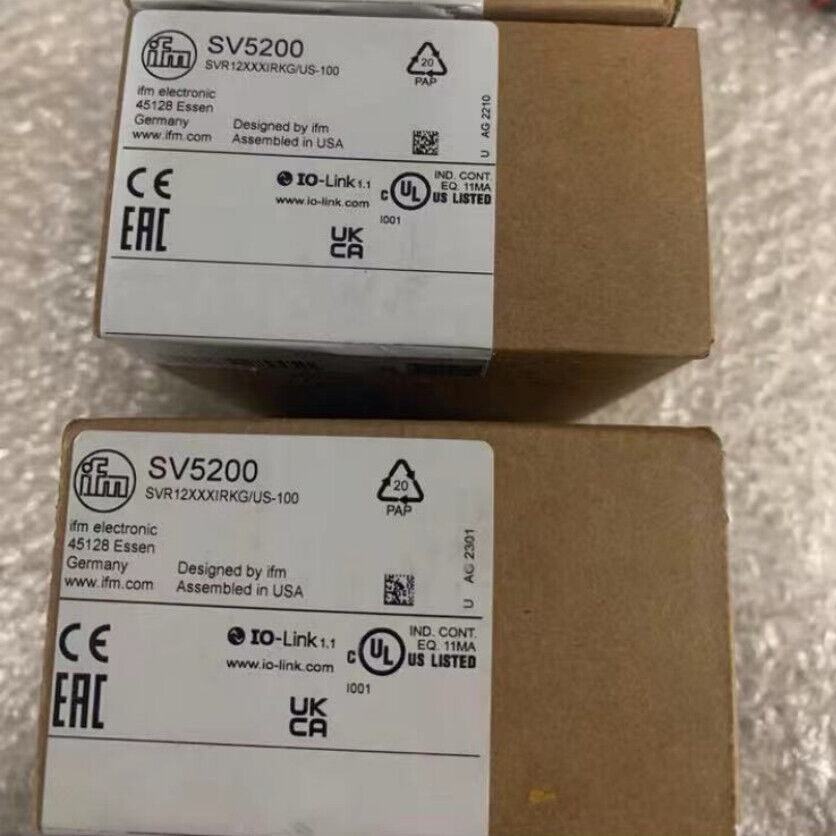 ifm
SV5200
SVR12XXXIRKG/US-100
20
PAP
ifm electronic
45128 Essen
Germany
www.ifm.com
Designed by ifm
Assembled in USA
U AG 2210
CE
IO-Link 1.1
www.io-link.com
C UL US LISTED
IND. CONT.
EQ. 11MA
I001
EAC
UK
CA
ifm
SV5200
SVR12XXXIRKG/US-100
20
PAP
ifm electronic
45128 Essen
Germany
www.ifm.com
Designed by ifm
Assembled in USA
U AG 2301
CE
IO-Link 1.1
www.io-link.com
C UL US LISTED
IND. CONT.
EQ. 11MA
I001
EAC
UK
CA